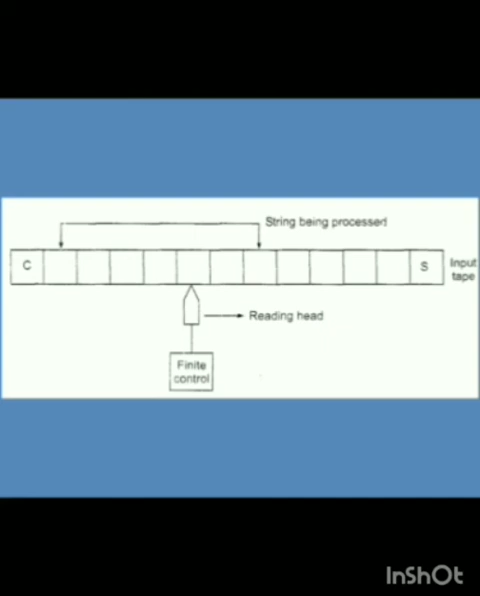 String being processed
C
S
Input
tape
Reading head
Finite
control
InShOt